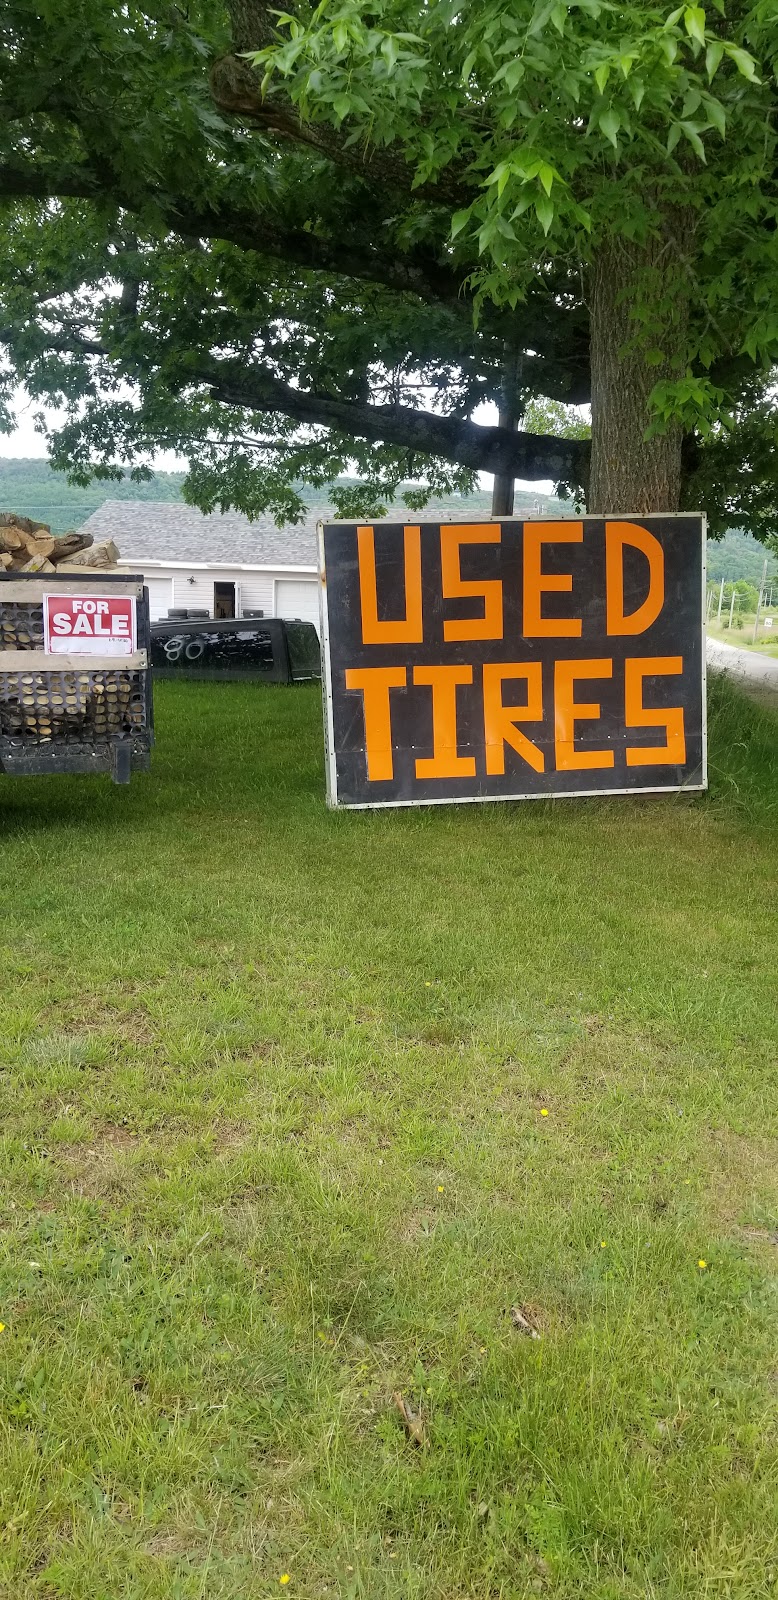 FOR
SALE
80
USED
TIRES